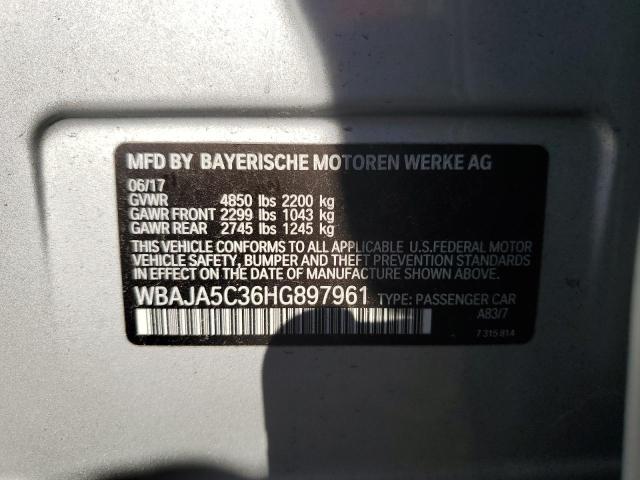 MFD BY BAYERISCHE MOTOREN WERKE AG
06/17
GVWR 4850 lbs 2200 kg
GAWR FRONT 2299 lbs 1043 kg
GAWR REAR 2745 lbs 1245 kg
THIS VEHICLE CONFORMS TO ALL APPLICABLE U.S.FEDERAL MOTOR
VEHICLE SAFETY, BUMPER AND THEFT PREVENTION STANDARDS IN
EFFECT ON THE DATE OF MANUFACTURE SHOWN ABOVE.
WBAJA5C36HG897961 TYPE: PASSENGER CAR
A83/7
7 315 814